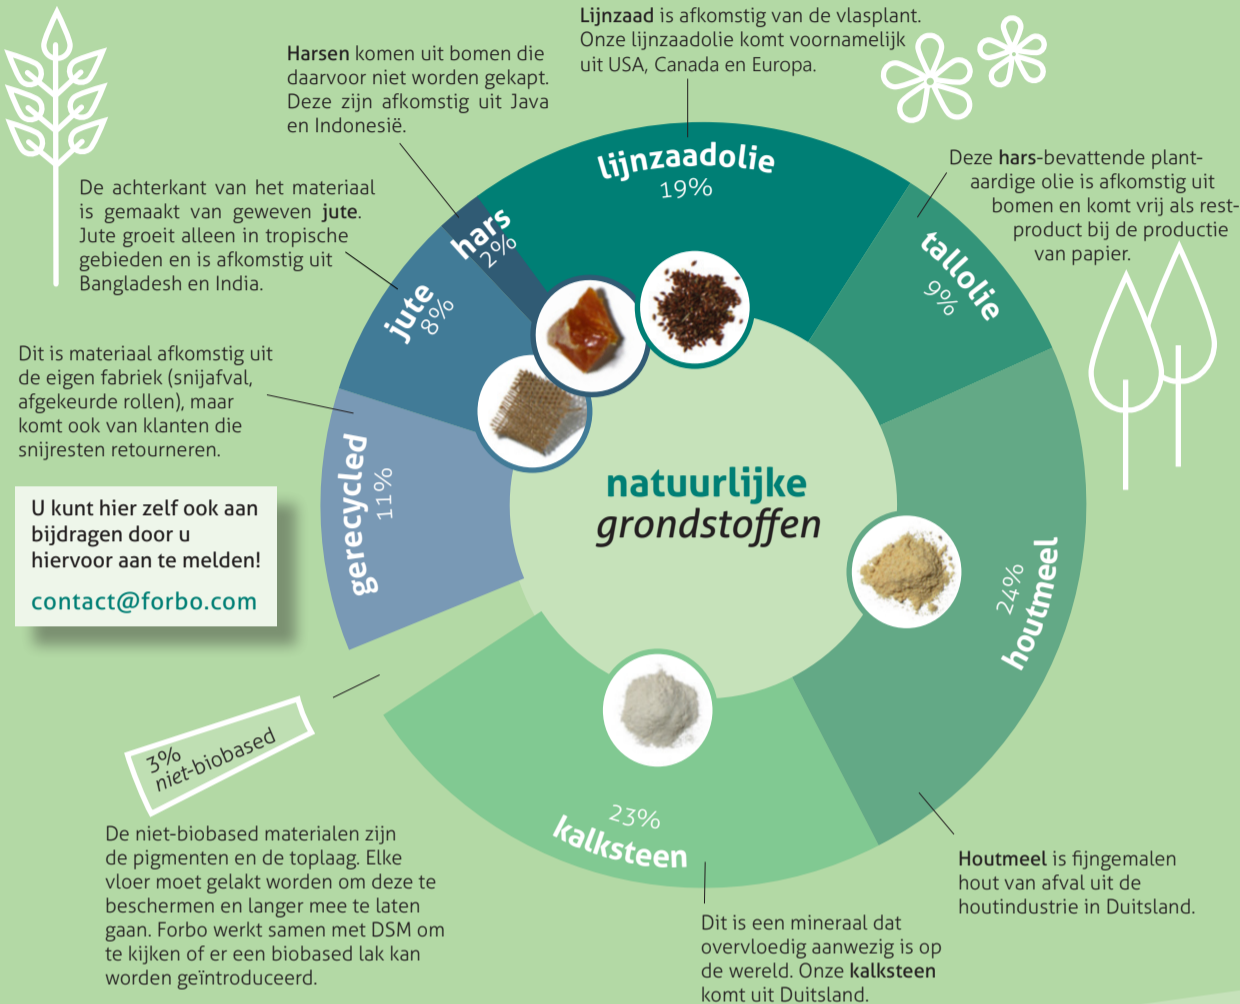 Lijnzaad is afkomstig van de vlasplant.
Onze lijnzaadolie komt voornamelijk
uit USA, Canada en Europa.
Harsen komen uit bomen die
daarvoor niet worden gekapt.
Deze zijn afkomstig uit Java
en Indonesië.
Deze hars-bevattende plant-
aardige olie is afkomstig uit
bomen en komt vrij als rest-
product bij de productie
van papier.
De achterkant van het materiaal
is gemaakt van geweven jute.
Jute groeit alleen in tropische
gebieden en is afkomstig uit
Bangladesh en India.
lijnzaadolie
19%
hars
2%
tallolie
9%
jute
8%
Dit is materiaal afkomstig uit
de eigen fabriek (snijafval,
afgekeurde rollen), maar
komt ook van klanten die
snijresten retourneren.
gerecycled
11%
natuurlijke
grondstoffen
U kunt hier zelf ook aan
bijdragen door u
hiervoor aan te melden!
contact@forbo.com
24%
houtmeel
3%
niet-biobased
23%
kalksteen
De niet-biobased materialen zijn
de pigmenten en de toplaag. Elke
vloer moet gelakt worden om deze te
beschermen en langer mee te laten
gaan. Forbo werkt samen met DSM om
te kijken of er een biobased lak kan
worden geïntroduceerd.
Houtmeel is fijngemalen
hout van afval uit de
houtindustrie in Duitsland.
Dit is een mineraal dat
overvloedig aanwezig is op
de wereld. Onze kalksteen
komt uit Duitsland.